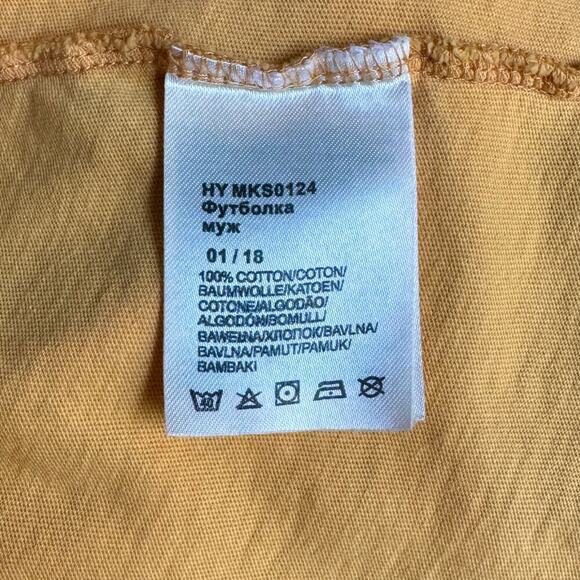 HY MKS0124
Футболка
муж
01 / 18
100% COTTON/COTON/
BAUMWOLLE/KATOEN/
COTONE/ALGODÃO/
ALGODÓN/BOMULL/
BAWEŁNA/ХЛОПОК/BAVLNA/
BAVLNA/PAMUT/PAMUK/
BAMBAKI
40